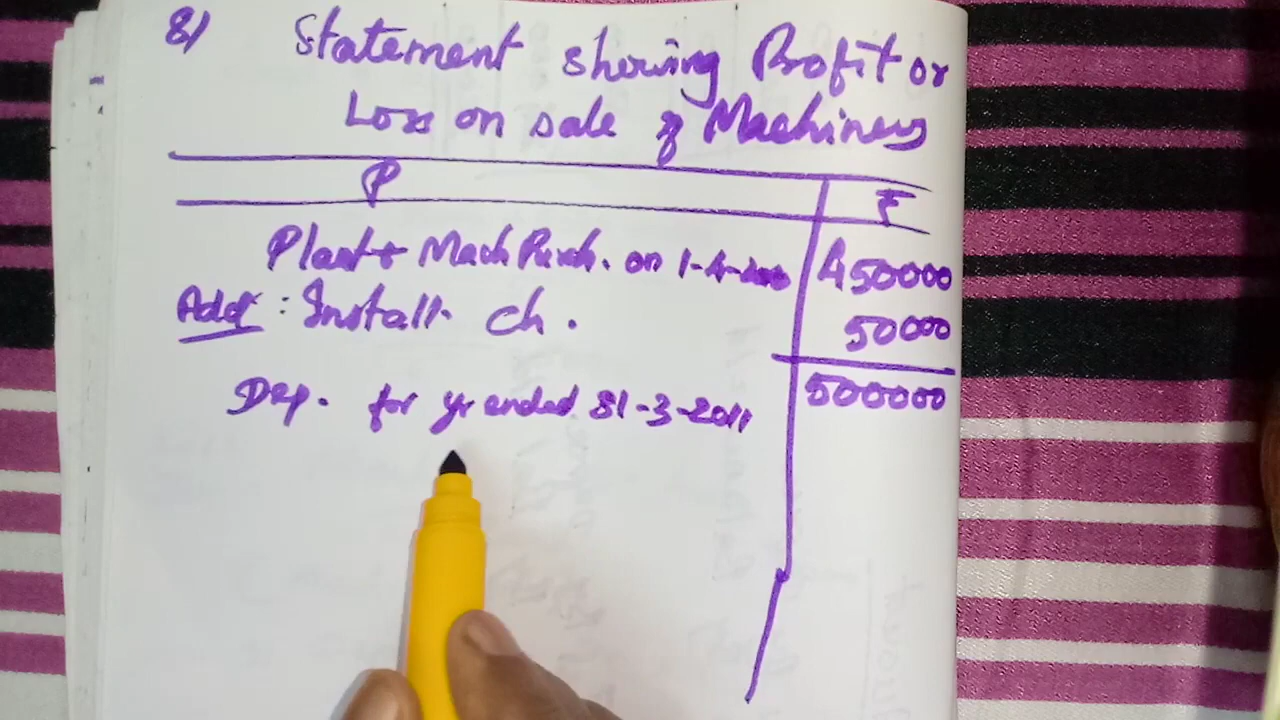 8) Statement showing Profit or
Loss on sale of Machinery
P ₹
Plant + Mach Purch. on 1-4- 450000
Add : Install. ch. 50000
500000
Dep. for yr ended 31-3-2011